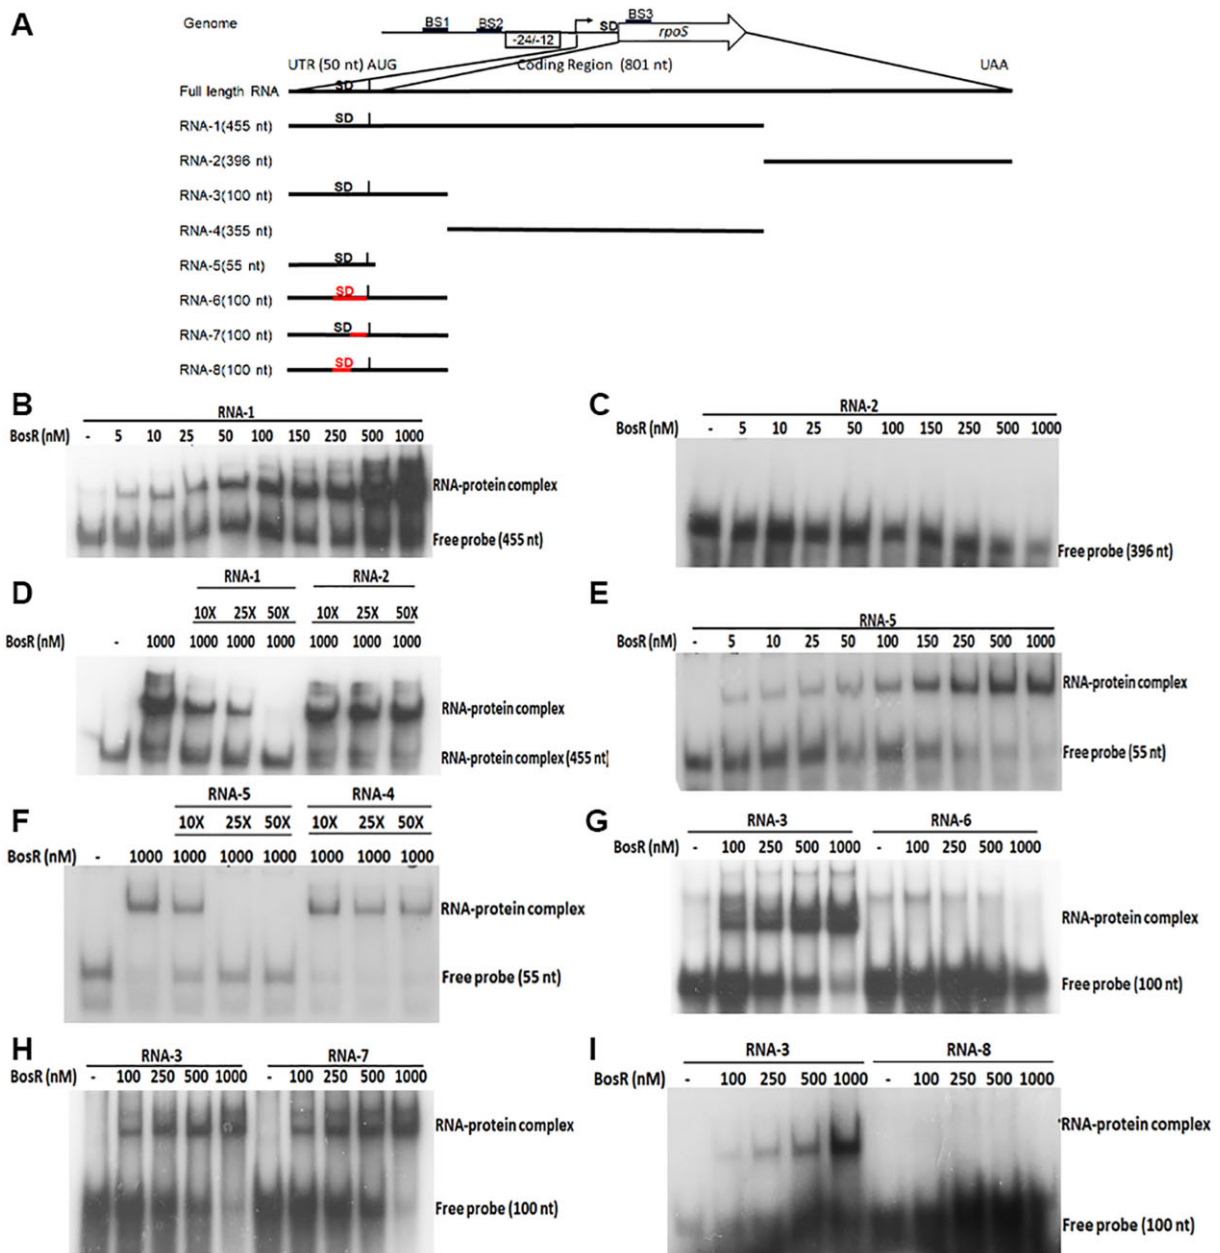 A
Genome
BS1 BS2 SD BS3
-24/-12 rpoS
UTR (50 nt) AUG Coding Region (801 nt) UAA
SD
Full length RNA
RNA-1(455 nt) SD
RNA-2(396 nt)
RNA-3(100 nt) SD
RNA-4(355 nt)
RNA-5(55 nt) SD
RNA-6(100 nt) SD
RNA-7(100 nt) SD
RNA-8(100 nt) SD
B
RNA-1
BosR (nM) - 5 10 25 50 100 150 250 500 1000
RNA-protein complex
Free probe (455 nt)
C
RNA-2
BosR (nM) - 5 10 25 50 100 150 250 500 1000
Free probe (396 nt)
D
RNA-1 RNA-2
10X 25X 50X 10X 25X 50X
BosR (nM) - 1000 1000 1000 1000 1000 1000 1000
RNA-protein complex
RNA-protein complex (455 nt)
E
RNA-5
BosR (nM) - 5 10 25 50 100 150 250 500 1000
RNA-protein complex
Free probe (55 nt)
F
RNA-5 RNA-4
10X 25X 50X 10X 25X 50X
BosR (nM) - 1000 1000 1000 1000 1000 1000 1000
RNA-protein complex
Free probe (55 nt)
G
RNA-3 RNA-6
BosR (nM) - 100 250 500 1000 - 100 250 500 1000
RNA-protein complex
Free probe (100 nt)
H
RNA-3 RNA-7
BosR (nM) - 100 250 500 1000 - 100 250 500 1000
RNA-protein complex
Free probe (100 nt)
I
RNA-3 RNA-8
BosR (nM) - 100 250 500 1000 - 100 250 500 1000
RNA-protein complex
Free probe (100 nt)